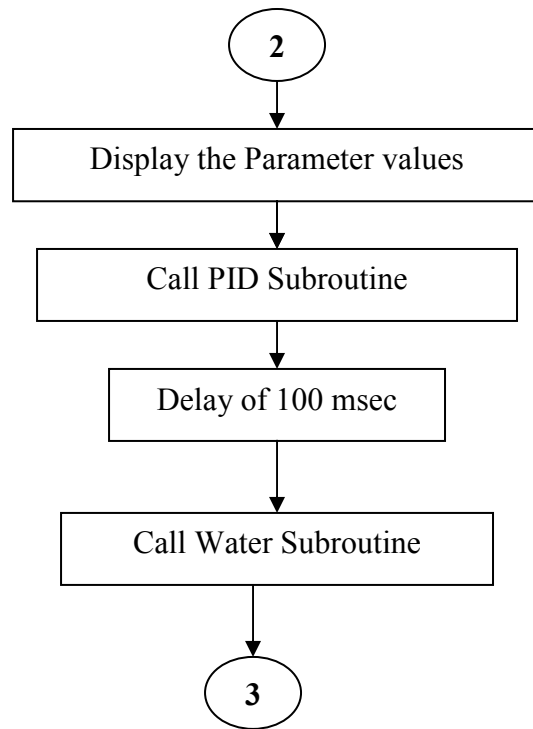 2
Display the Parameter values
Call PID Subroutine
Delay of 100 msec
Call Water Subroutine
3